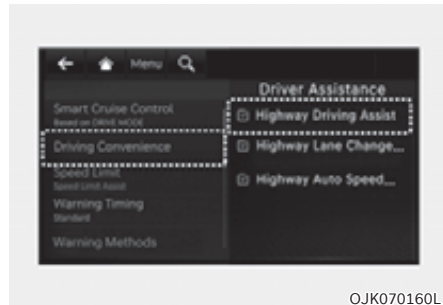 Menu
Driver Assistance
Smart Cruise Control
Based on DRIVE MODE
Driving Convenience
Speed Limit
Speed Limit Assist
Warning Timing
Standard
Warning Methods
Highway Driving Assist
Highway Lane Change...
Highway Auto Speed...
OJK070160L